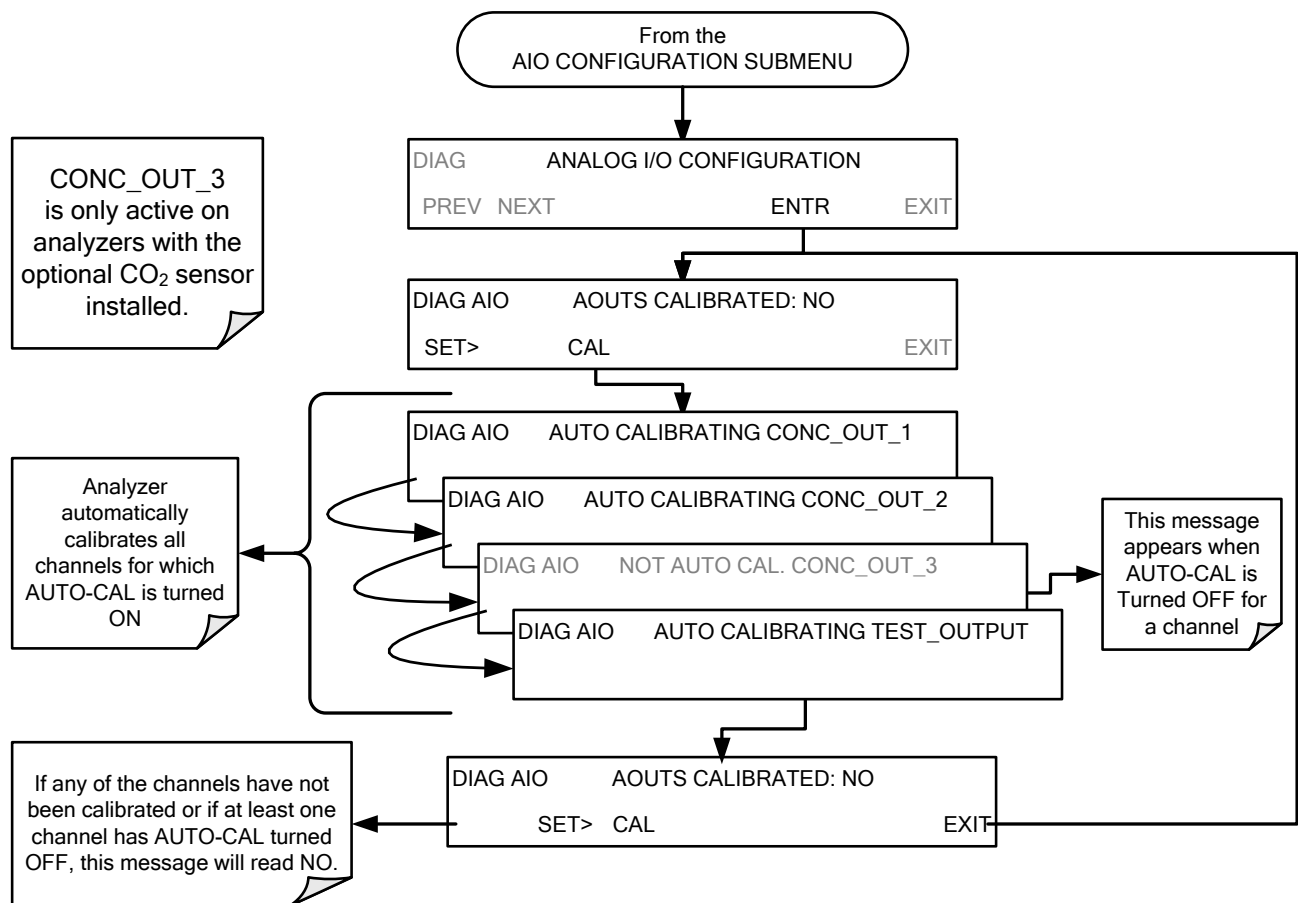 From the
AIO CONFIGURATION SUBMENU
CONC_OUT_3
is only active on
analyzers with the
optional CO₂ sensor
installed.
DIAG ANALOG I/O CONFIGURATION
PREV NEXT ENTR EXIT
DIAG AIO AOUTS CALIBRATED: NO
SET> CAL EXIT
Analyzer
automatically
calibrates all
channels for which
AUTO-CAL is turned
ON
DIAG AIO AUTO CALIBRATING CONC_OUT_1
DIAG AIO AUTO CALIBRATING CONC_OUT_2
DIAG AIO NOT AUTO CAL. CONC_OUT_3
DIAG AIO AUTO CALIBRATING TEST_OUTPUT
This message
appears when
AUTO-CAL is
Turned OFF for
a channel
If any of the channels have not
been calibrated or if at least one
channel has AUTO-CAL turned
OFF, this message will read NO.
DIAG AIO AOUTS CALIBRATED: NO
SET> CAL EXIT